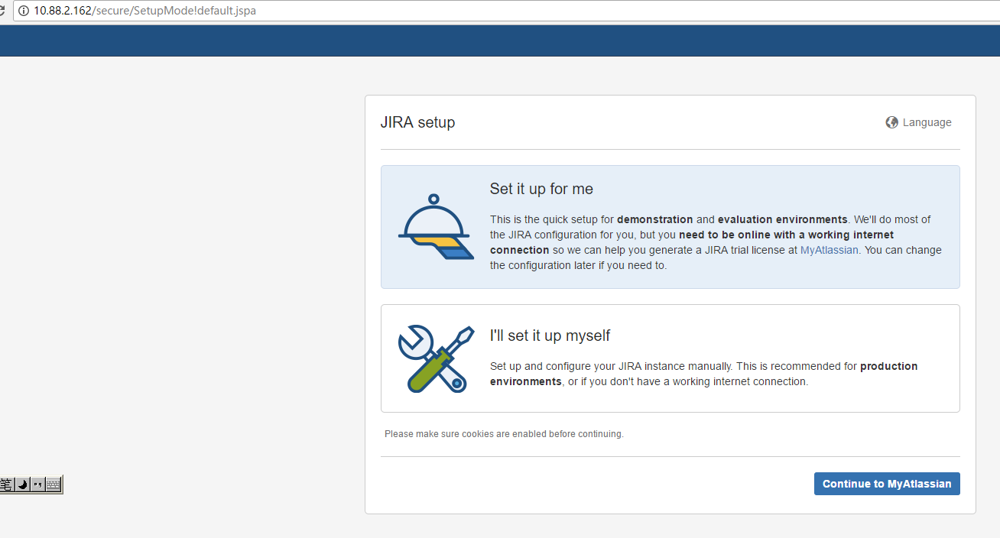 10.88.2.162/secure/SetupMode!default.jspa
JIRA setup
Language
Set it up for me
This is the quick setup for demonstration and evaluation environments. We'll do most of
the JIRA configuration for you, but you need to be online with a working internet
connection so we can help you generate a JIRA trial license at MyAtlassian. You can change
the configuration later if you need to.
I'll set it up myself
Set up and configure your JIRA instance manually. This is recommended for production
environments, or if you don't have a working internet connection.
Please make sure cookies are enabled before continuing.
笔
Continue to MyAtlassian